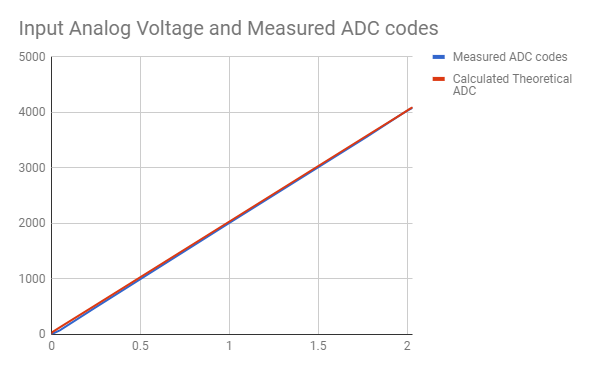 Input Analog Voltage and Measured ADC codes
5000
4000
3000
2000
1000
0
0 0.5 1 1.5 2
Measured ADC codes
Calculated Theoretical
ADC